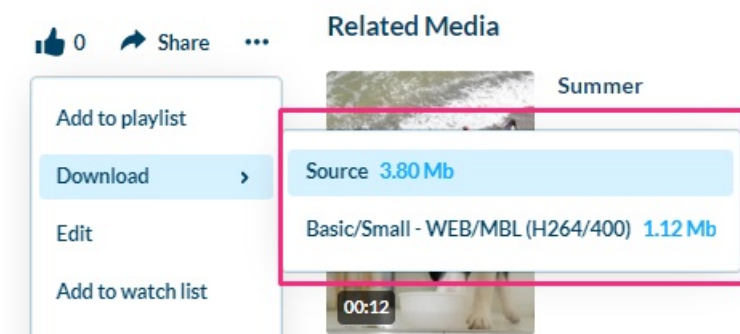 0 Share •••
Related Media
Summer
Add to playlist
Download >
Source 3.80 Mb
Basic/Small - WEB/MBL (H264/400) 1.12 Mb
Edit
Add to watch list
00:12